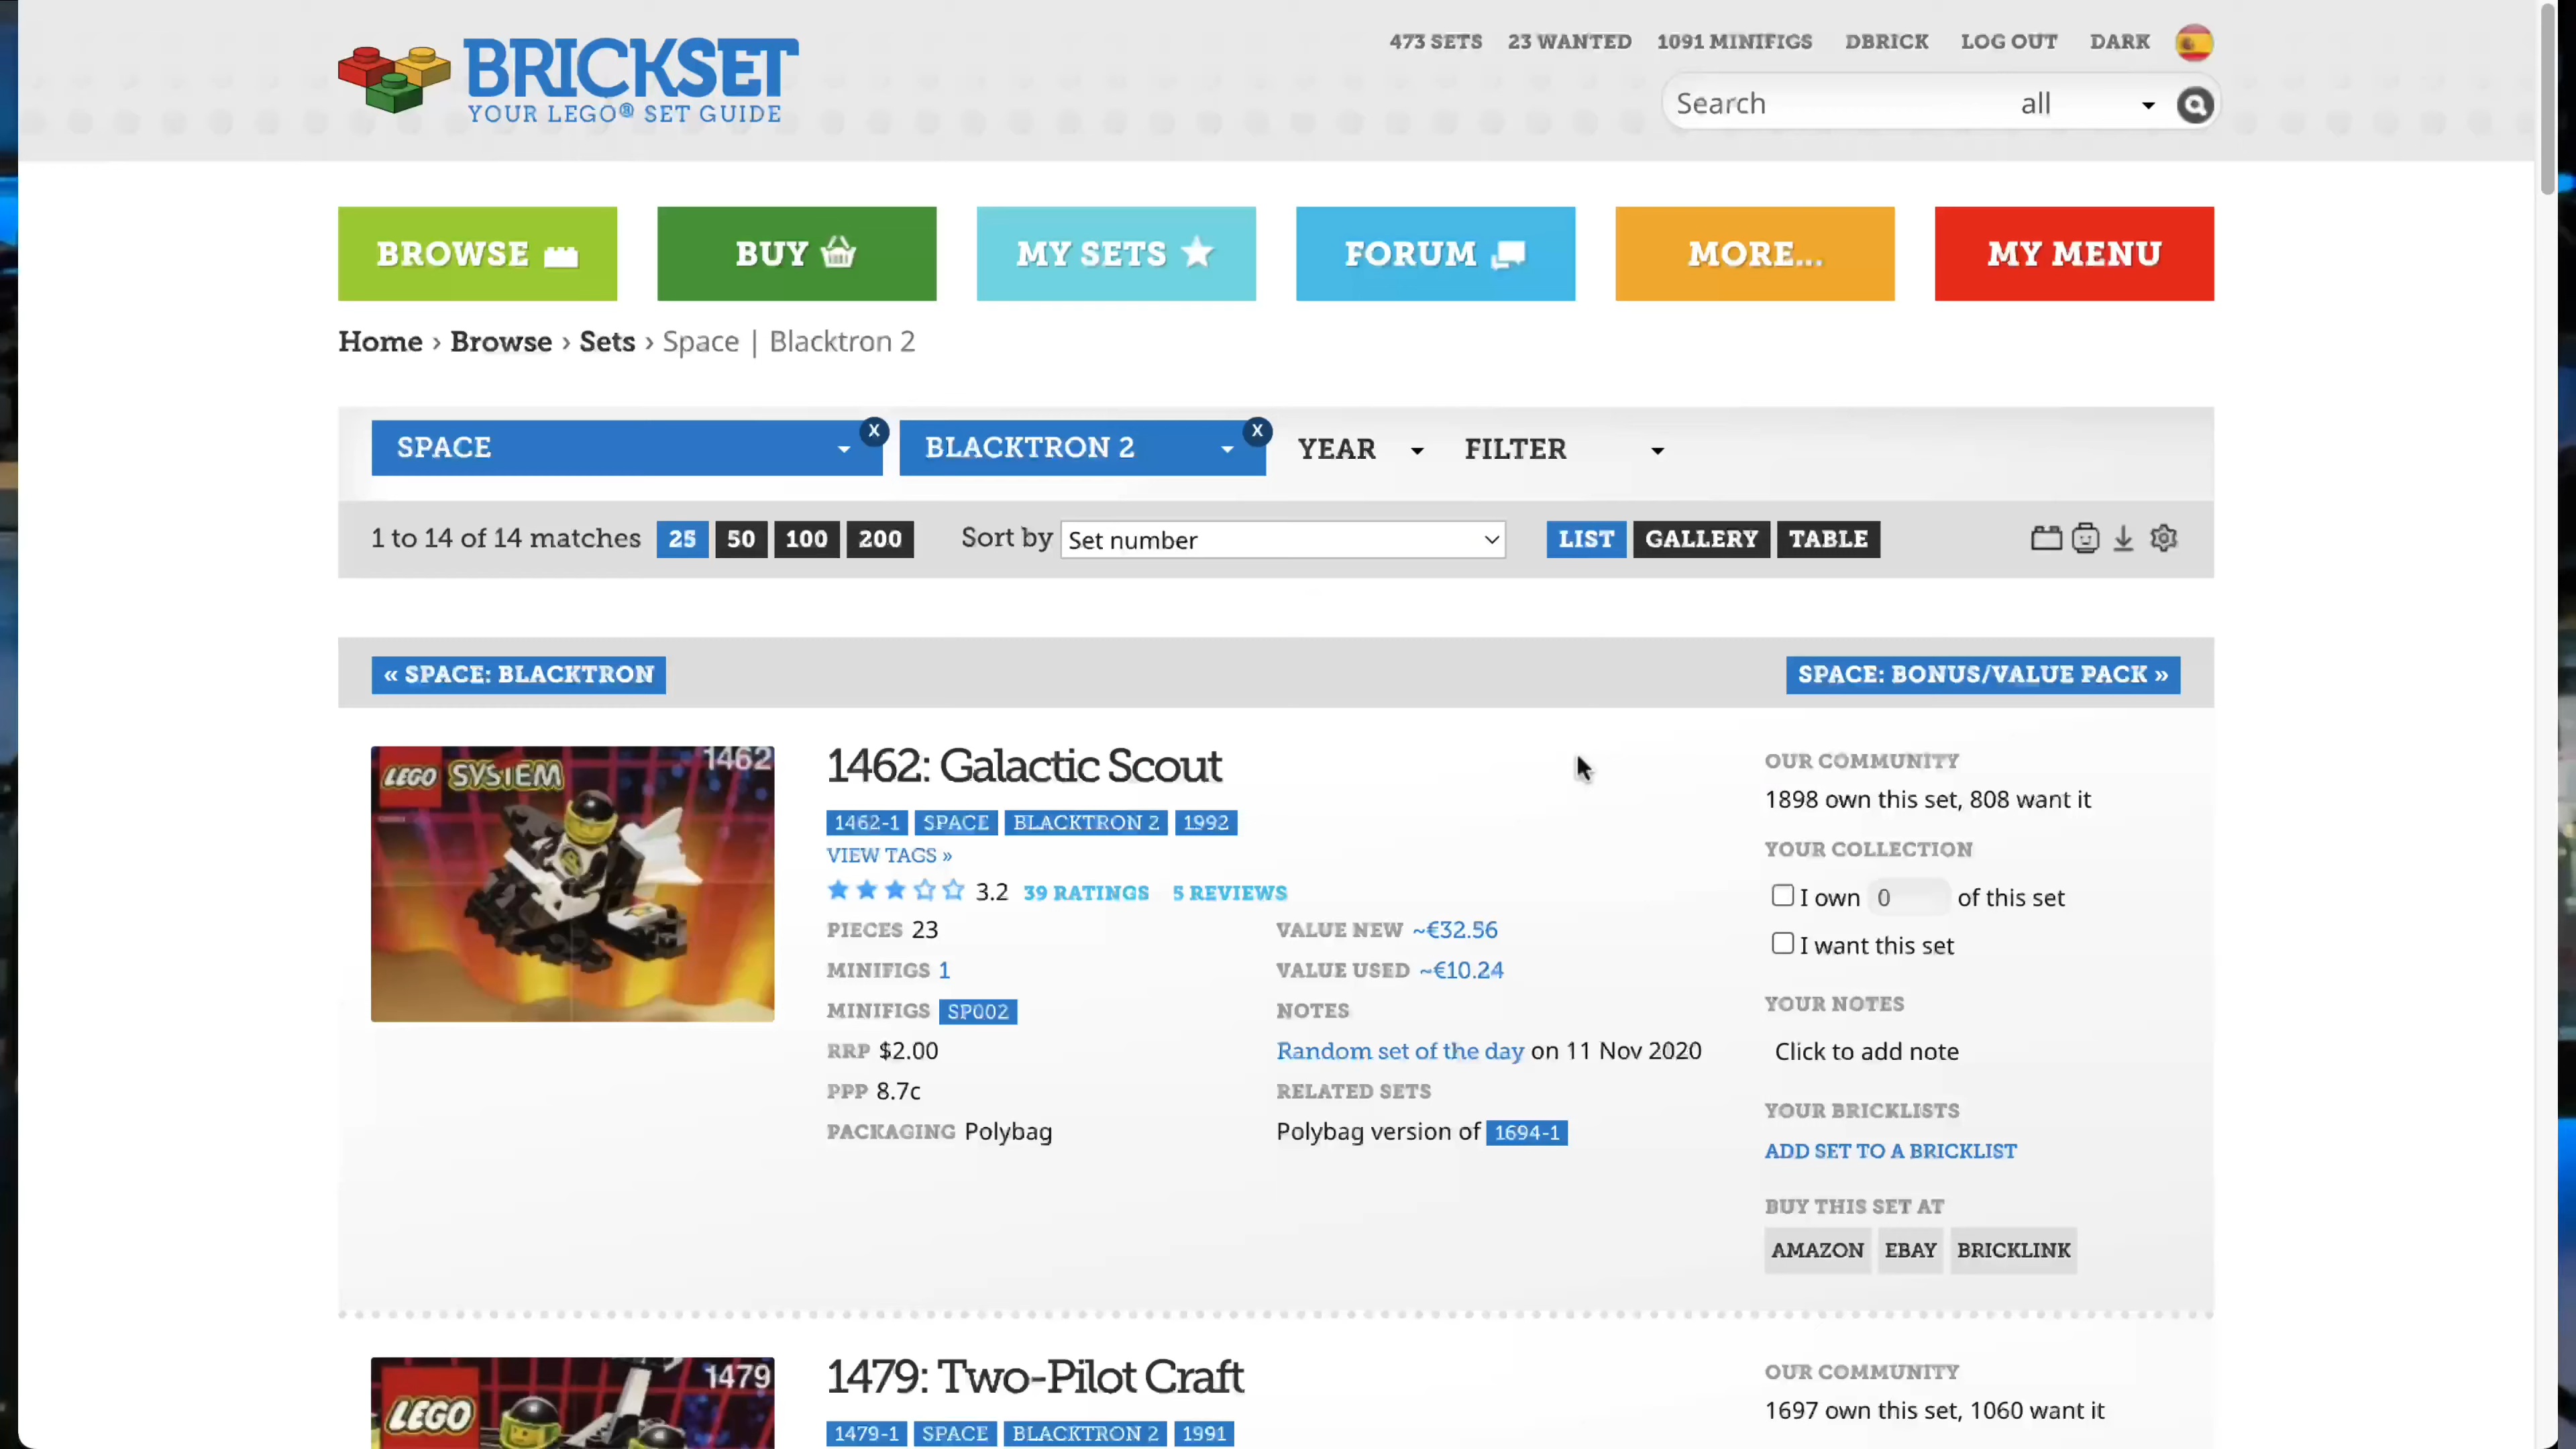 BRICKSET
YOUR LEGO® SET GUIDE
473 SETS 23 WANTED 1091 MINIFIGS DBRICK LOG OUT DARK
Search all
BROWSE BUY MY SETS FORUM MORE... MY MENU
Home › Browse › Sets › Space | Blacktron 2
SPACE X BLACKTRON 2 X YEAR FILTER
1 to 14 of 14 matches 25 50 100 200 Sort by Set number LIST GALLERY TABLE
« SPACE: BLACKTRON SPACE: BONUS/VALUE PACK »
LEGO SYSTEM 1462
1462: Galactic Scout
1462-1 SPACE BLACKTRON 2 1992
VIEW TAGS »
3.2 39 RATINGS 5 REVIEWS
PIECES 23
MINIFIGS 1
MINIFIGS SP002
RRP $2.00
PPP 8.7c
PACKAGING Polybag
VALUE NEW ~€32.56
VALUE USED ~€10.24
NOTES
Random set of the day on 11 Nov 2020
RELATED SETS
Polybag version of 1694-1
OUR COMMUNITY
1898 own this set, 808 want it
YOUR COLLECTION
I own 0 of this set
I want this set
YOUR NOTES
Click to add note
YOUR BRICKLISTS
ADD SET TO A BRICKLIST
BUY THIS SET AT
AMAZON EBAY BRICKLINK
LEGO 1479
1479: Two-Pilot Craft
1479-1 SPACE BLACKTRON 2 1991
OUR COMMUNITY
1697 own this set, 1060 want it